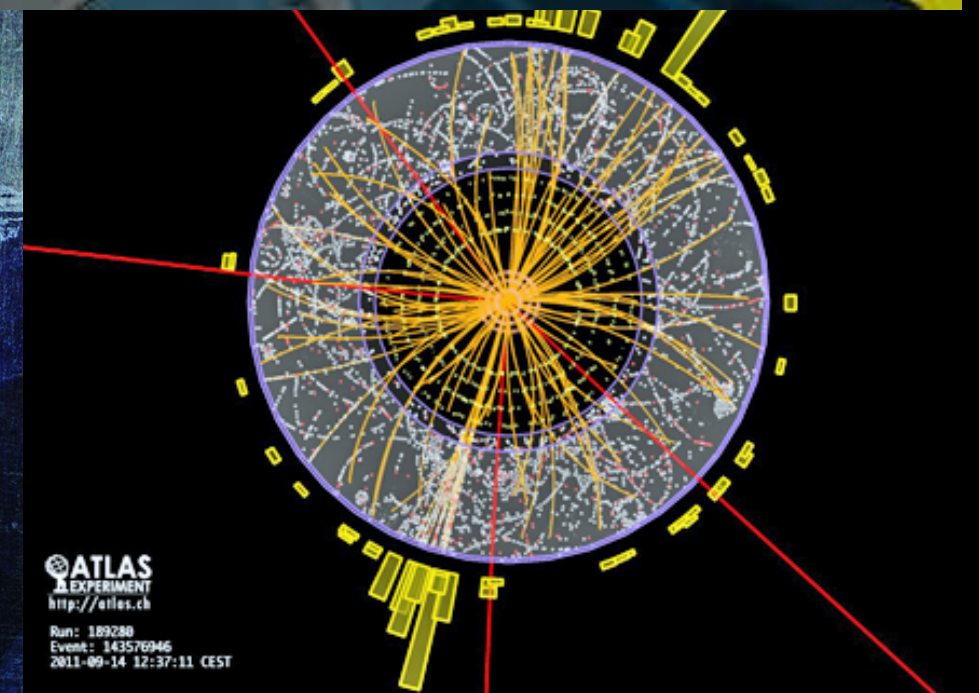 ATLAS
EXPERIMENT
http://atlas.ch
Run: 189280
Event: 143576946
2011-09-14 12:37:11 CEST